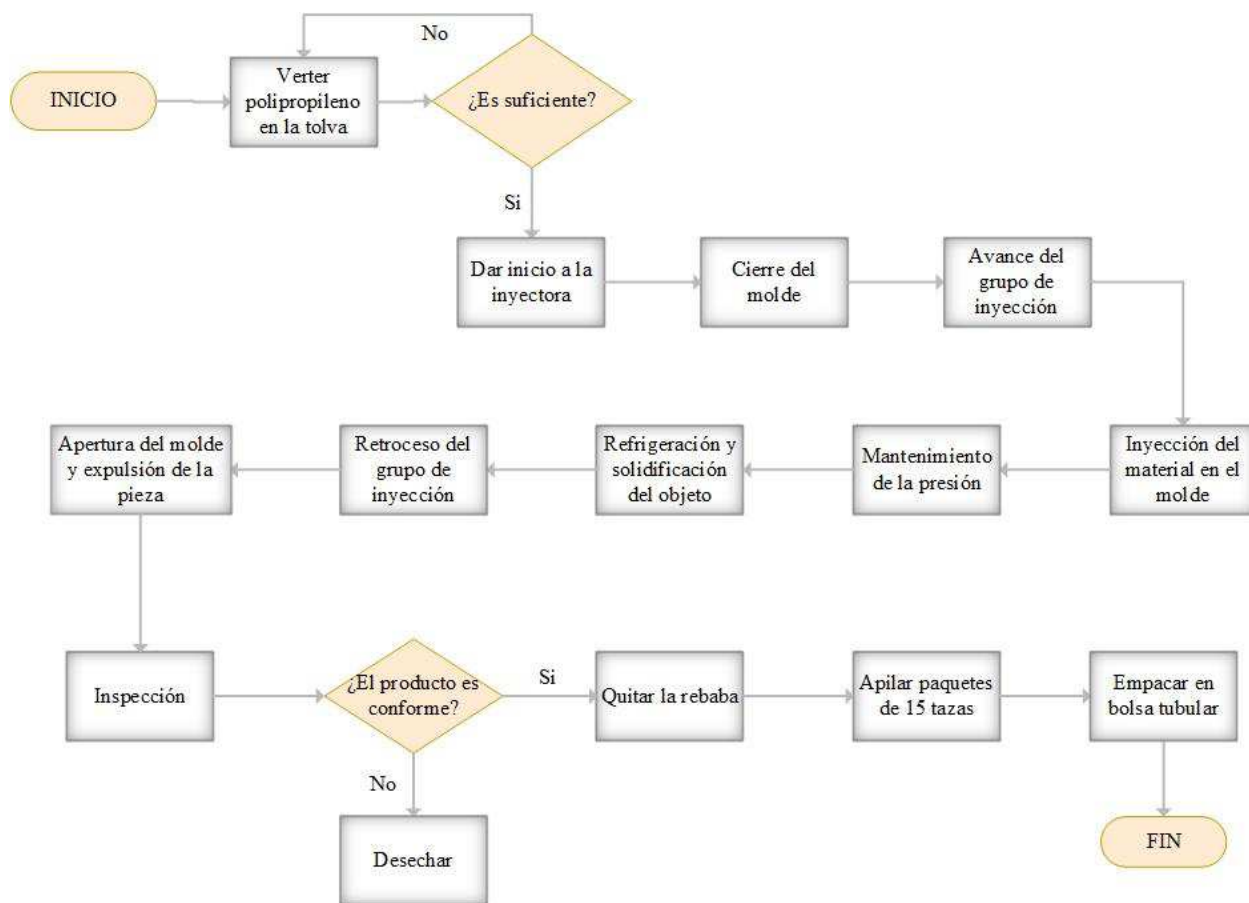 No
INICIO
Verter
polipropileno
en la tolva
¿Es suficiente?
Si
Dar inicio a la
inyectora
Cierre del
molde
Avance del
grupo de
inyección
Apertura del molde
y expulsión de la
pieza
Retroceso del
grupo de
inyección
Refrigeración y
solidificación
del objeto
Mantenimiento
de la presión
Inyección del
material en el
molde
Inspección
¿El producto es
conforme?
Si
Quitar la rebaba
Apilar paquetes
de 15 tazas
Empacar en
bolsa tubular
No
Desechar
FIN